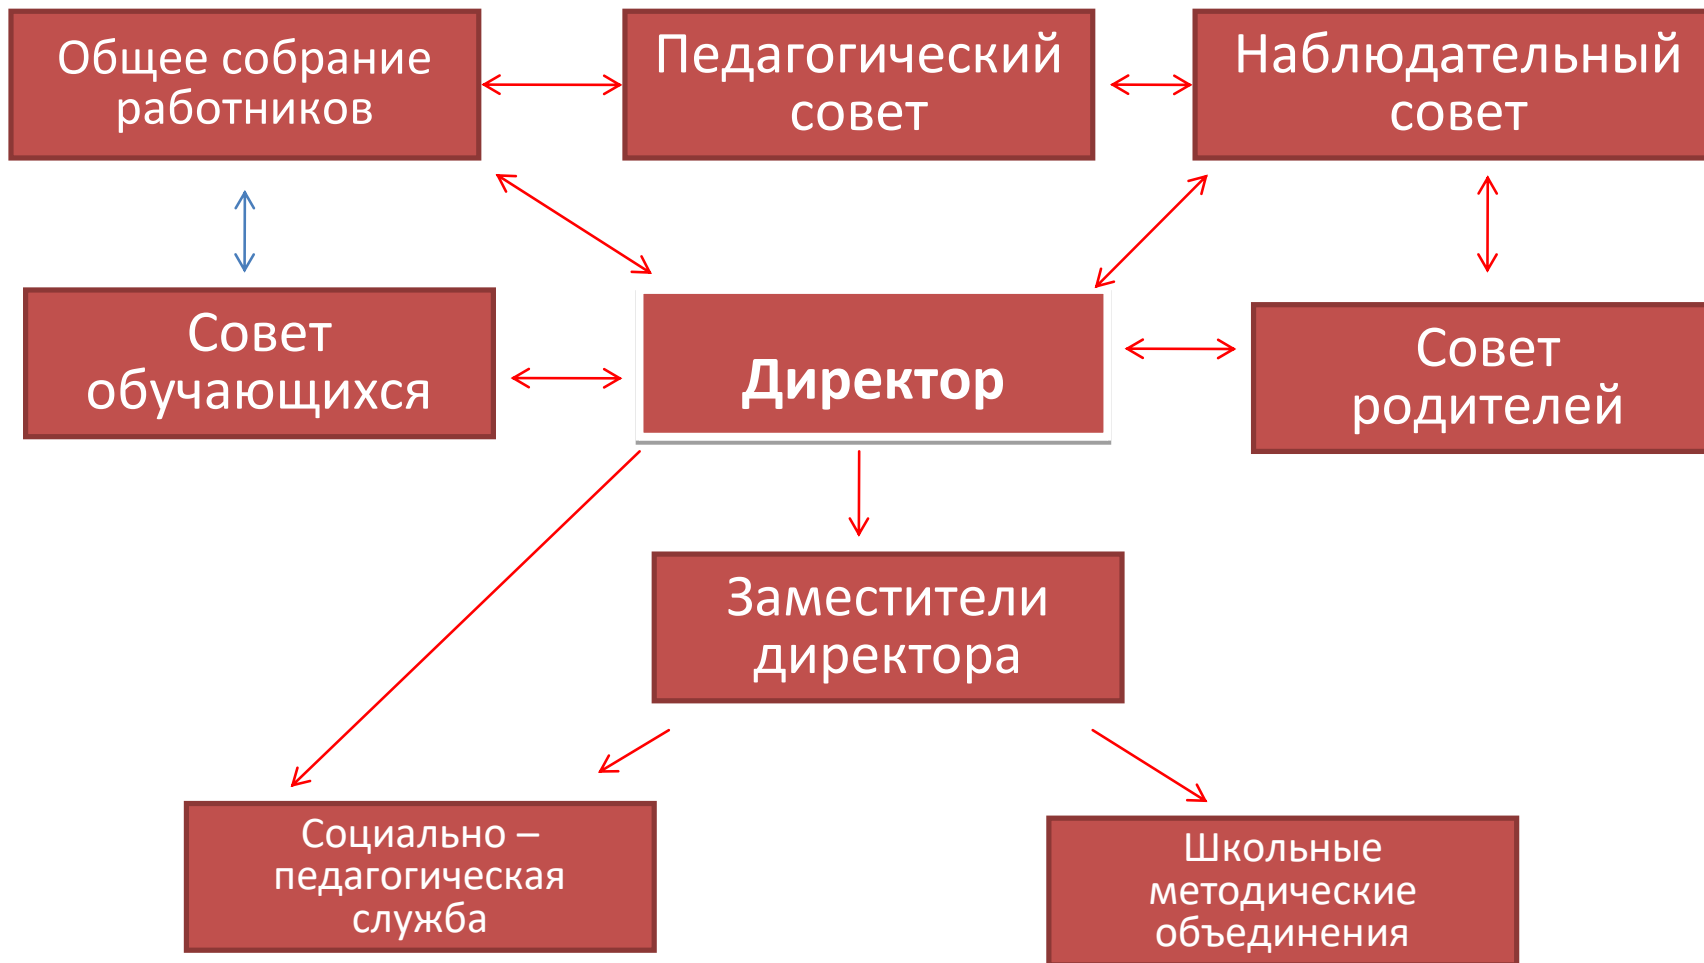 Общее собрание
работников
Педагогический
совет
Наблюдательный
совет
Совет
обучающихся
Директор
Совет
родителей
Заместители
директора
Социально –
педагогическая
служба
Школьные
методические
объединения